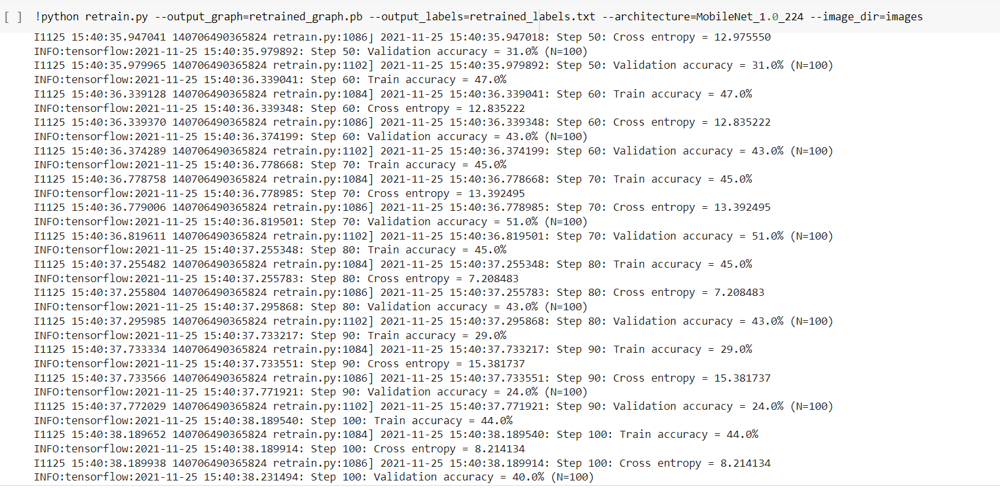 [ ] !python retrain.py --output_graph=retrained_graph.pb --output_labels=retrained_labels.txt --architecture=MobileNet_1.0_224 --image_dir=images
I1125 15:40:35.947041 140706490365824 retrain.py:1086] 2021-11-25 15:40:35.947018: Step 50: Cross entropy = 12.975550
INFO:tensorflow:2021-11-25 15:40:35.979892: Step 50: Validation accuracy = 31.0% (N=100)
I1125 15:40:35.979965 140706490365824 retrain.py:1102] 2021-11-25 15:40:35.979892: Step 50: Validation accuracy = 31.0% (N=100)
INFO:tensorflow:2021-11-25 15:40:36.339041: Step 60: Train accuracy = 47.0%
I1125 15:40:36.339128 140706490365824 retrain.py:1084] 2021-11-25 15:40:36.339041: Step 60: Train accuracy = 47.0%
INFO:tensorflow:2021-11-25 15:40:36.339348: Step 60: Cross entropy = 12.835222
I1125 15:40:36.339370 140706490365824 retrain.py:1086] 2021-11-25 15:40:36.339348: Step 60: Cross entropy = 12.835222
INFO:tensorflow:2021-11-25 15:40:36.374199: Step 60: Validation accuracy = 43.0% (N=100)
I1125 15:40:36.374289 140706490365824 retrain.py:1102] 2021-11-25 15:40:36.374199: Step 60: Validation accuracy = 43.0% (N=100)
INFO:tensorflow:2021-11-25 15:40:36.778668: Step 70: Train accuracy = 45.0%
I1125 15:40:36.778758 140706490365824 retrain.py:1084] 2021-11-25 15:40:36.778668: Step 70: Train accuracy = 45.0%
INFO:tensorflow:2021-11-25 15:40:36.778985: Step 70: Cross entropy = 13.392495
I1125 15:40:36.779006 140706490365824 retrain.py:1086] 2021-11-25 15:40:36.778985: Step 70: Cross entropy = 13.392495
INFO:tensorflow:2021-11-25 15:40:36.819501: Step 70: Validation accuracy = 51.0% (N=100)
I1125 15:40:36.819611 140706490365824 retrain.py:1102] 2021-11-25 15:40:36.819501: Step 70: Validation accuracy = 51.0% (N=100)
INFO:tensorflow:2021-11-25 15:40:37.255348: Step 80: Train accuracy = 45.0%
I1125 15:40:37.255482 140706490365824 retrain.py:1084] 2021-11-25 15:40:37.255348: Step 80: Train accuracy = 45.0%
INFO:tensorflow:2021-11-25 15:40:37.255783: Step 80: Cross entropy = 7.208483
I1125 15:40:37.255804 140706490365824 retrain.py:1086] 2021-11-25 15:40:37.255783: Step 80: Cross entropy = 7.208483
INFO:tensorflow:2021-11-25 15:40:37.295868: Step 80: Validation accuracy = 43.0% (N=100)
I1125 15:40:37.295985 140706490365824 retrain.py:1102] 2021-11-25 15:40:37.295868: Step 80: Validation accuracy = 43.0% (N=100)
INFO:tensorflow:2021-11-25 15:40:37.733217: Step 90: Train accuracy = 29.0%
I1125 15:40:37.733334 140706490365824 retrain.py:1084] 2021-11-25 15:40:37.733217: Step 90: Train accuracy = 29.0%
INFO:tensorflow:2021-11-25 15:40:37.733551: Step 90: Cross entropy = 15.381737
I1125 15:40:37.733566 140706490365824 retrain.py:1086] 2021-11-25 15:40:37.733551: Step 90: Cross entropy = 15.381737
INFO:tensorflow:2021-11-25 15:40:37.771921: Step 90: Validation accuracy = 24.0% (N=100)
I1125 15:40:37.772029 140706490365824 retrain.py:1102] 2021-11-25 15:40:37.771921: Step 90: Validation accuracy = 24.0% (N=100)
INFO:tensorflow:2021-11-25 15:40:38.189540: Step 100: Train accuracy = 44.0%
I1125 15:40:38.189652 140706490365824 retrain.py:1084] 2021-11-25 15:40:38.189540: Step 100: Train accuracy = 44.0%
INFO:tensorflow:2021-11-25 15:40:38.189914: Step 100: Cross entropy = 8.214134
I1125 15:40:38.189938 140706490365824 retrain.py:1086] 2021-11-25 15:40:38.189914: Step 100: Cross entropy = 8.214134
INFO:tensorflow:2021-11-25 15:40:38.231494: Step 100: Validation accuracy = 40.0% (N=100)